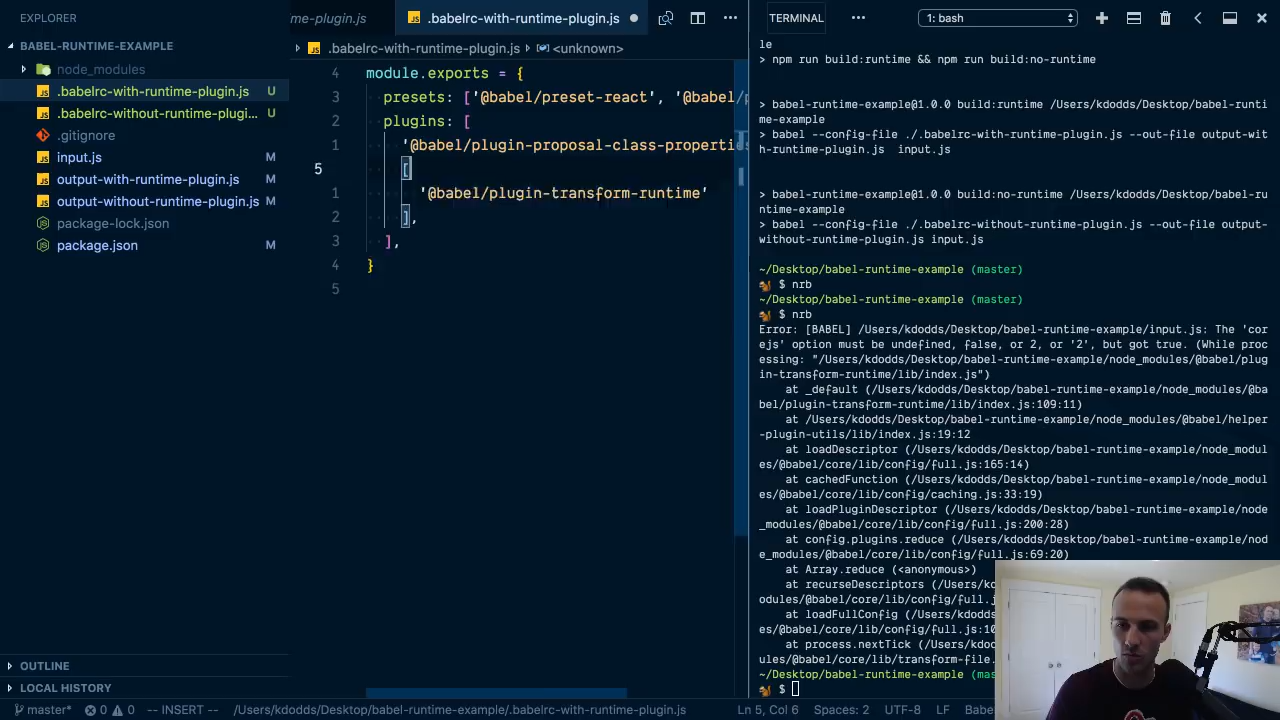 EXPLORER
BABEL-RUNTIME-EXAMPLE
node_modules
.babelrc-with-runtime-plugin.js U
.babelrc-without-runtime-plugi... U
.gitignore
input.js M
output-with-runtime-plugin.js M
output-without-runtime-plugin.js M
package-lock.json
package.json M
OUTLINE
LOCAL HISTORY
me-plugin.js
.babelrc-with-runtime-plugin.js
.babelrc-with-runtime-plugin.js > <unknown>
4 module.exports = {
3 presets: ['@babel/preset-react', '@babel/p
2 plugins: [
1 '@babel/plugin-proposal-class-properties
5 [
1 '@babel/plugin-transform-runtime'
2 ],
3 ],
4 }
5
TERMINAL ··· 1: bash
le
> npm run build:runtime && npm run build:no-runtime
> babel-runtime-example@1.0.0 build:runtime /Users/kdodds/Desktop/babel-runti
me-example
> babel --config-file ./.babelrc-with-runtime-plugin.js --out-file output-wit
h-runtime-plugin.js  input.js
> babel-runtime-example@1.0.0 build:no-runtime /Users/kdodds/Desktop/babel-ru
ntime-example
> babel --config-file ./.babelrc-without-runtime-plugin.js --out-file output-
without-runtime-plugin.js input.js
~/Desktop/babel-runtime-example (master)
🐿 $ nrb
~/Desktop/babel-runtime-example (master)
🐿 $ nrb
Error: [BABEL] /Users/kdodds/Desktop/babel-runtime-example/input.js: The 'cor
ejs' option must be undefined, false, or 2, or '2', but got true. (While proc
essing: "/Users/kdodds/Desktop/babel-runtime-example/node_modules/@babel/plug
in-transform-runtime/lib/index.js")
at _default (/Users/kdodds/Desktop/babel-runtime-example/node_modules/@ba
bel/plugin-transform-runtime/lib/index.js:109:11)
at /Users/kdodds/Desktop/babel-runtime-example/node_modules/@babel/helper
-plugin-utils/lib/index.js:19:12
at loadDescriptor (/Users/kdodds/Desktop/babel-runtime-example/node_modul
es/@babel/core/lib/config/full.js:165:14)
at cachedFunction (/Users/kdodds/Desktop/babel-runtime-example/node_modul
es/@babel/core/lib/config/caching.js:33:19)
at loadPluginDescriptor (/Users/kdodds/Desktop/babel-runtime-example/node
_modules/@babel/core/lib/config/full.js:200:28)
at config.plugins.reduce (/Users/kdodds/Desktop/babel-runtime-example/nod
e_modules/@babel/core/lib/config/full.js:69:20)
at Array.reduce (<anonymous>)
at recurseDescriptors (/Users/k
odules/@babel/core/lib/config/full.
at loadFullConfig (/Users/kdodd
es/@babel/core/lib/config/full.js:10
at process.nextTick (/Users/kdo
ules/@babel/core/lib/transform-file.
~/Desktop/babel-runtime-example (mas
🐿 $
master* 0 0 -- INSERT -- /Users/kdodds/Desktop/babel-runtime-example/.babelrc-with-runtime-plugin.js Ln 5, Col 6 Spaces: 2 UTF-8 LF Babe